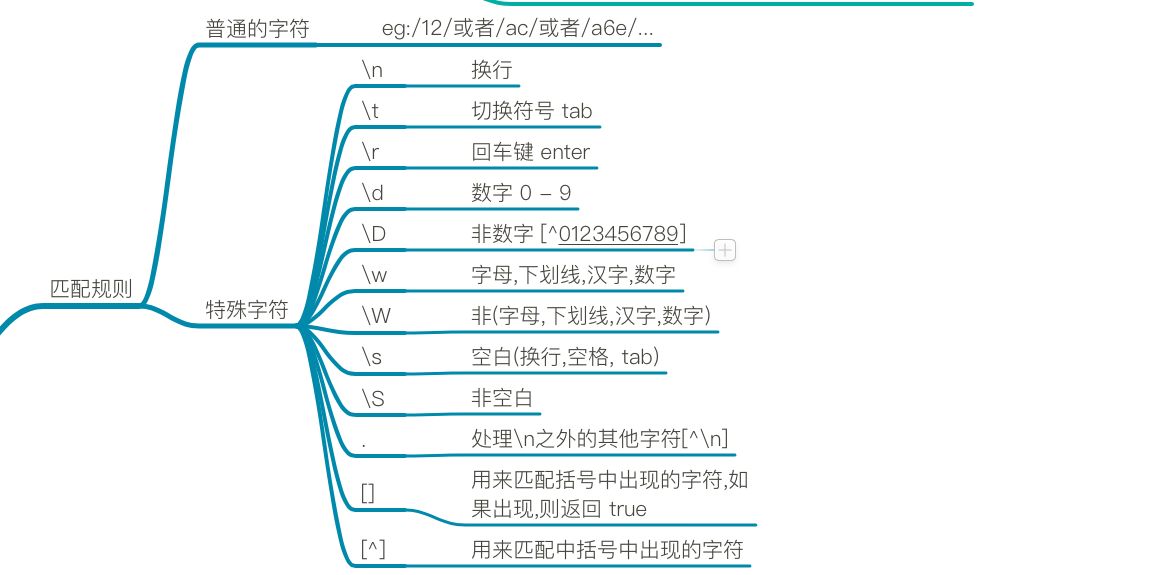 普通的字符 eg:/12/或者/ac/或者/a6e/...
\n 换行
\t 切换符号 tab
\r 回车键 enter
\d 数字 0 – 9
\D 非数字 [^0123456789]
\w 字母,下划线,汉字,数字
匹配规则
特殊字符
\W 非(字母,下划线,汉字,数字)
\s 空白(换行,空格, tab)
\S 非空白
. 处理\n之外的其他字符[^\n]
[] 用来匹配括号中出现的字符,如
果出现,则返回 true
[^] 用来匹配中括号中出现的字符